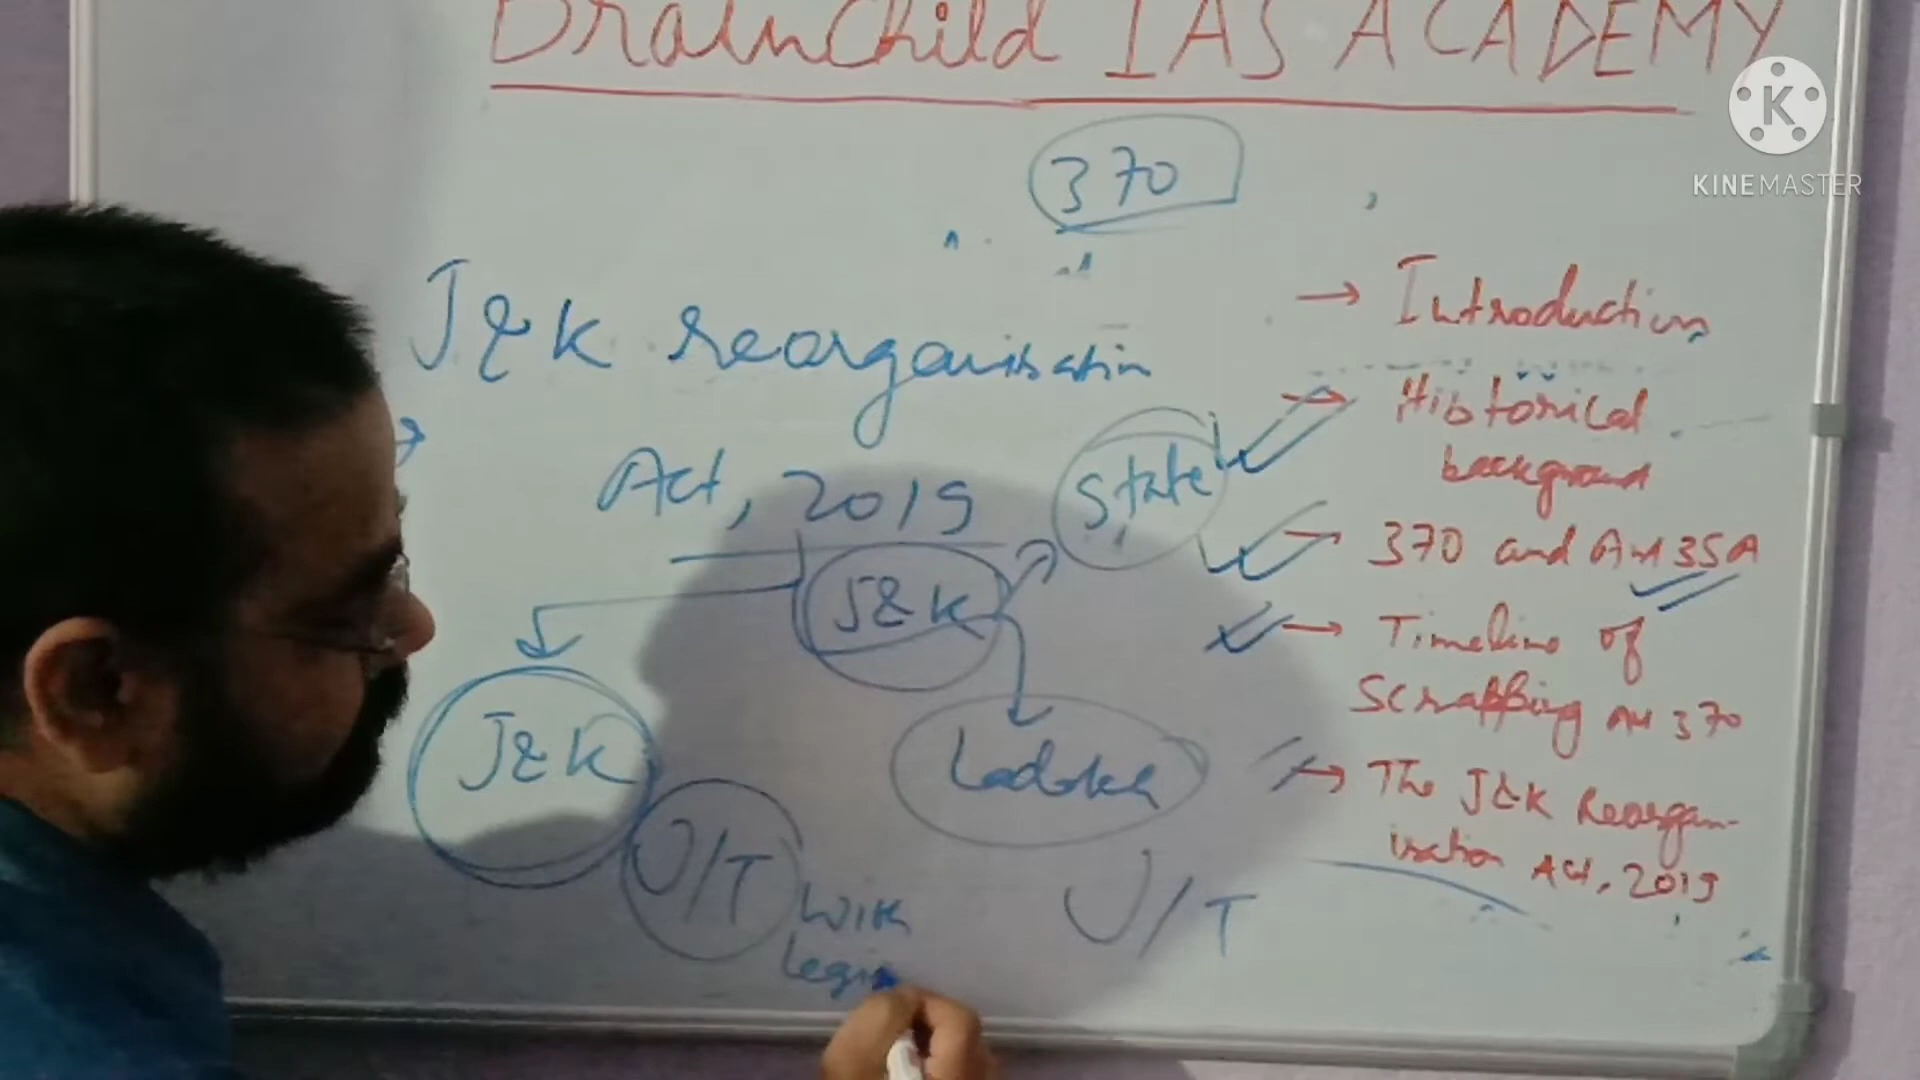 BrainChild IAS ACADEMY
KINEMASTER
370
J&K reorganisation
Act, 2019
State
J&K
J&K
Ladakh
U/T with
legis
U/T
→ Introduction
→ Historical
background
→ 370 and Art 35A
→ Timeline of
Scrapping Art 370
→ The J&K Reorgan-
isation Act, 2019